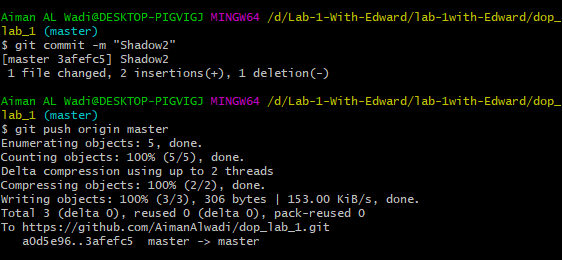 Aiman AL Wadi@DESKTOP-PIGVIGJ MINGW64 /d/Lab-1-With-Edward/lab-1with-Edward/dop_
lab_1 (master)
$ git commit -m "Shadow2"
[master 3afefc5] Shadow2
 1 file changed, 2 insertions(+), 1 deletion(-)

Aiman AL Wadi@DESKTOP-PIGVIGJ MINGW64 /d/Lab-1-With-Edward/lab-1with-Edward/dop_
lab_1 (master)
$ git push origin master
Enumerating objects: 5, done.
Counting objects: 100% (5/5), done.
Delta compression using up to 2 threads
Compressing objects: 100% (2/2), done.
Writing objects: 100% (3/3), 306 bytes | 153.00 KiB/s, done.
Total 3 (delta 0), reused 0 (delta 0), pack-reused 0
To https://github.com/AimanAlwadi/dop_lab_1.git
   a0d5e96..3afefc5  master -> master